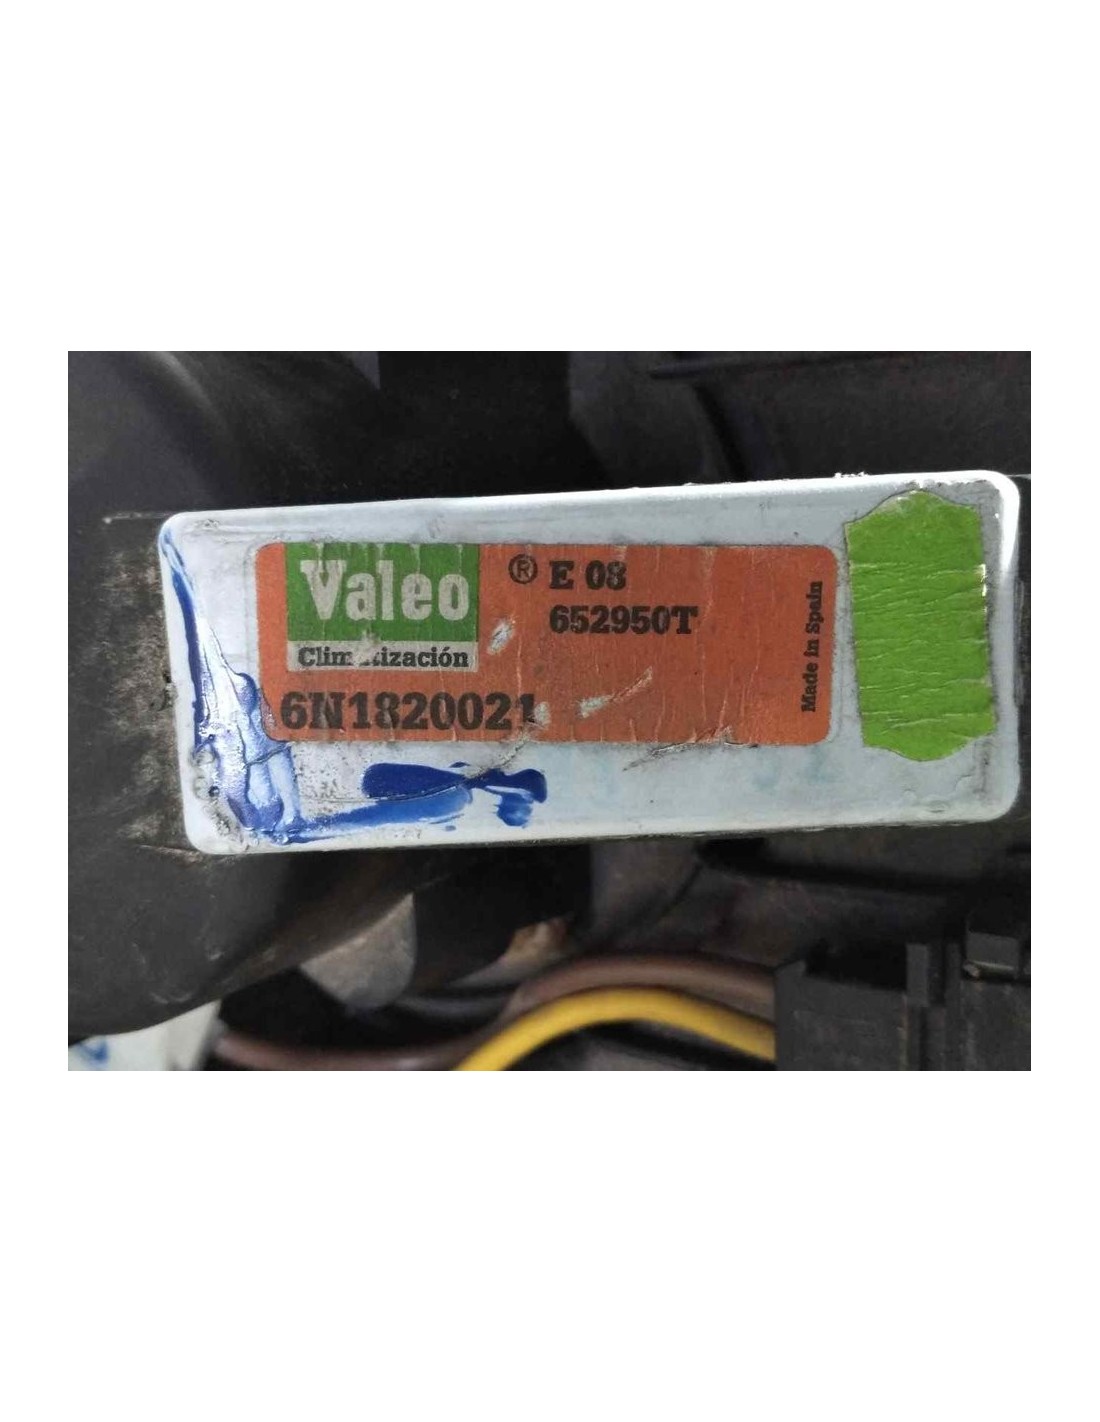 Valeo ® E 08
652950T
Climatización
6N1820021
Made in Spain